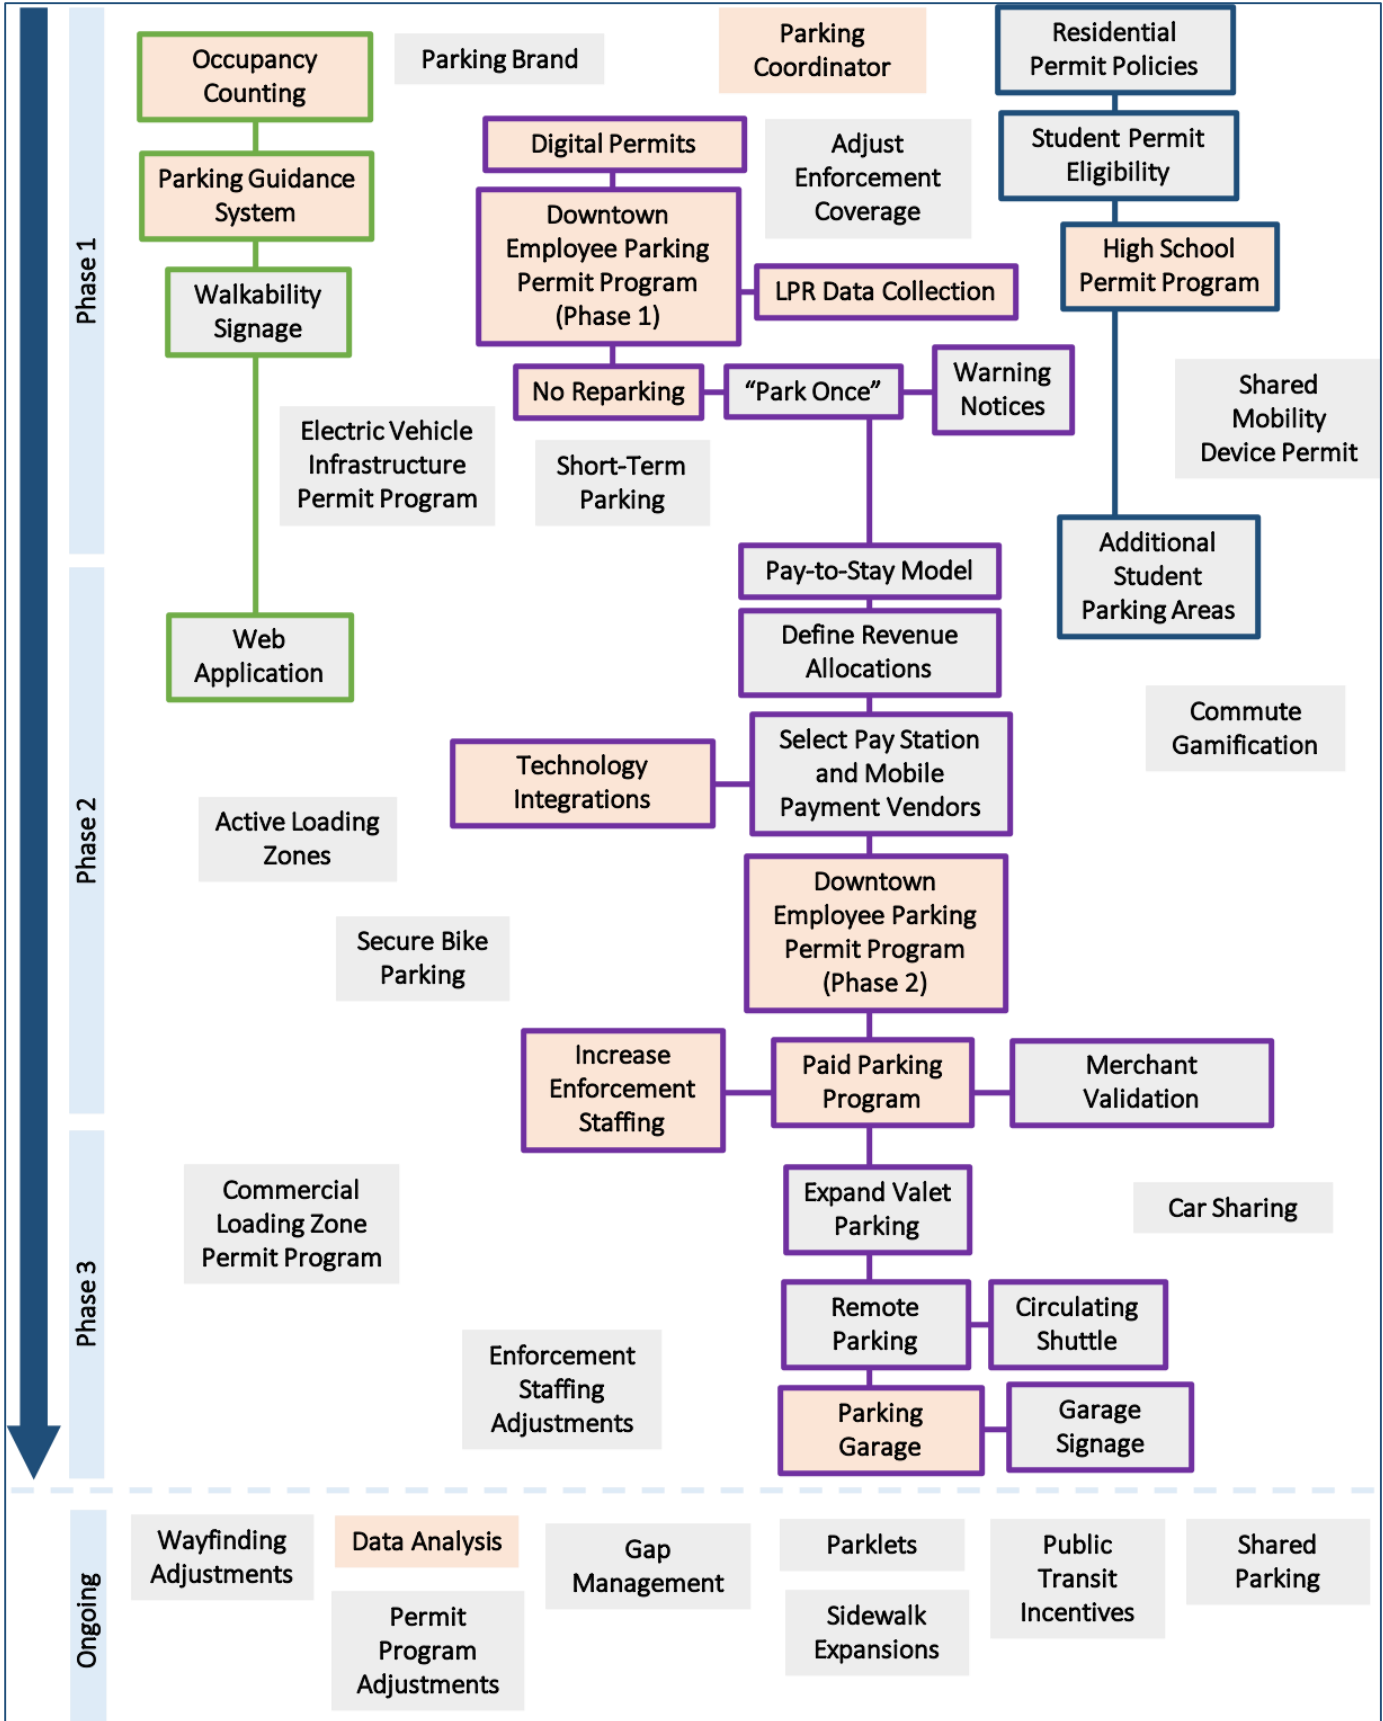 Phase 1
Occupancy
Counting
Parking Brand
Parking
Coordinator
Residential
Permit Policies
Parking Guidance
System
Digital Permits
Adjust
Enforcement
Coverage
Student Permit
Eligibility
Walkability
Signage
Downtown
Employee Parking
Permit Program
(Phase 1)
LPR Data Collection
High School
Permit Program
No Reparking
“Park Once”
Warning
Notices
Shared
Mobility
Device Permit
Electric Vehicle
Infrastructure
Permit Program
Short-Term
Parking
Additional
Student
Parking Areas
Phase 2
Pay-to-Stay Model
Web
Application
Define Revenue
Allocations
Commute
Gamification
Technology
Integrations
Select Pay Station
and Mobile
Payment Vendors
Active Loading
Zones
Downtown
Employee Parking
Permit Program
(Phase 2)
Secure Bike
Parking
Increase
Enforcement
Staffing
Paid Parking
Program
Merchant
Validation
Phase 3
Commercial
Loading Zone
Permit Program
Expand Valet
Parking
Car Sharing
Remote
Parking
Circulating
Shuttle
Enforcement
Staffing
Adjustments
Parking
Garage
Garage
Signage
Ongoing
Wayfinding
Adjustments
Data Analysis
Gap
Management
Parklets
Public
Transit
Incentives
Shared
Parking
Permit
Program
Adjustments
Sidewalk
Expansions